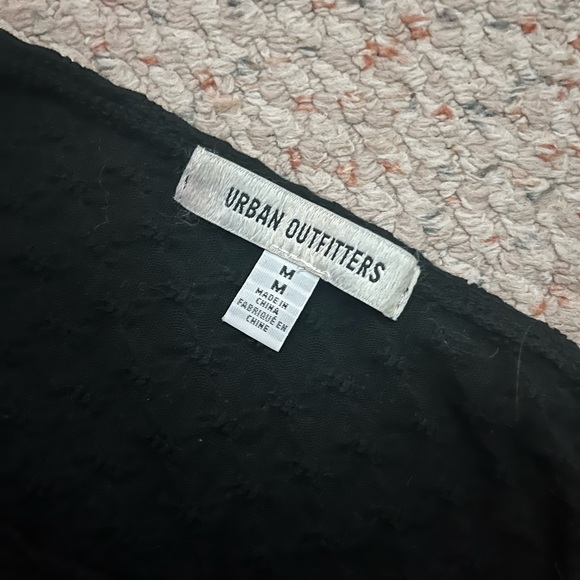 URBAN OUTFITTERS
M
M
MADE IN
CHINA
FABRIQUÉ EN
CHINE